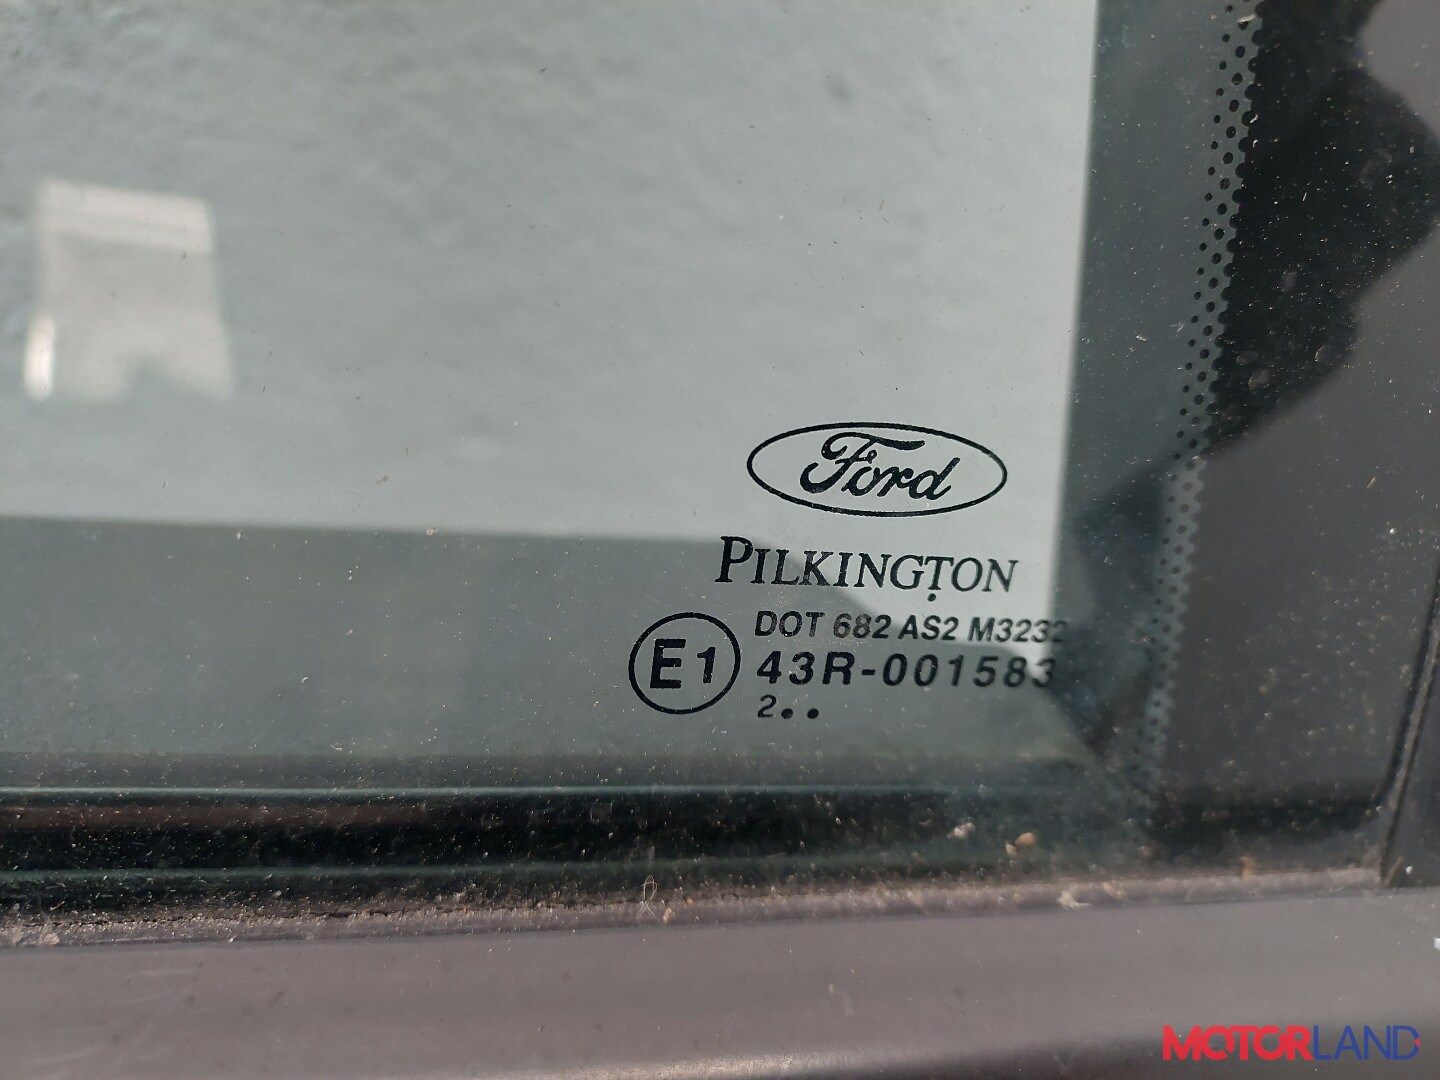 Ford
PILKINGTON
DOT 682 AS2 M3232
E1
43R-001583
2..
MOTORLAND